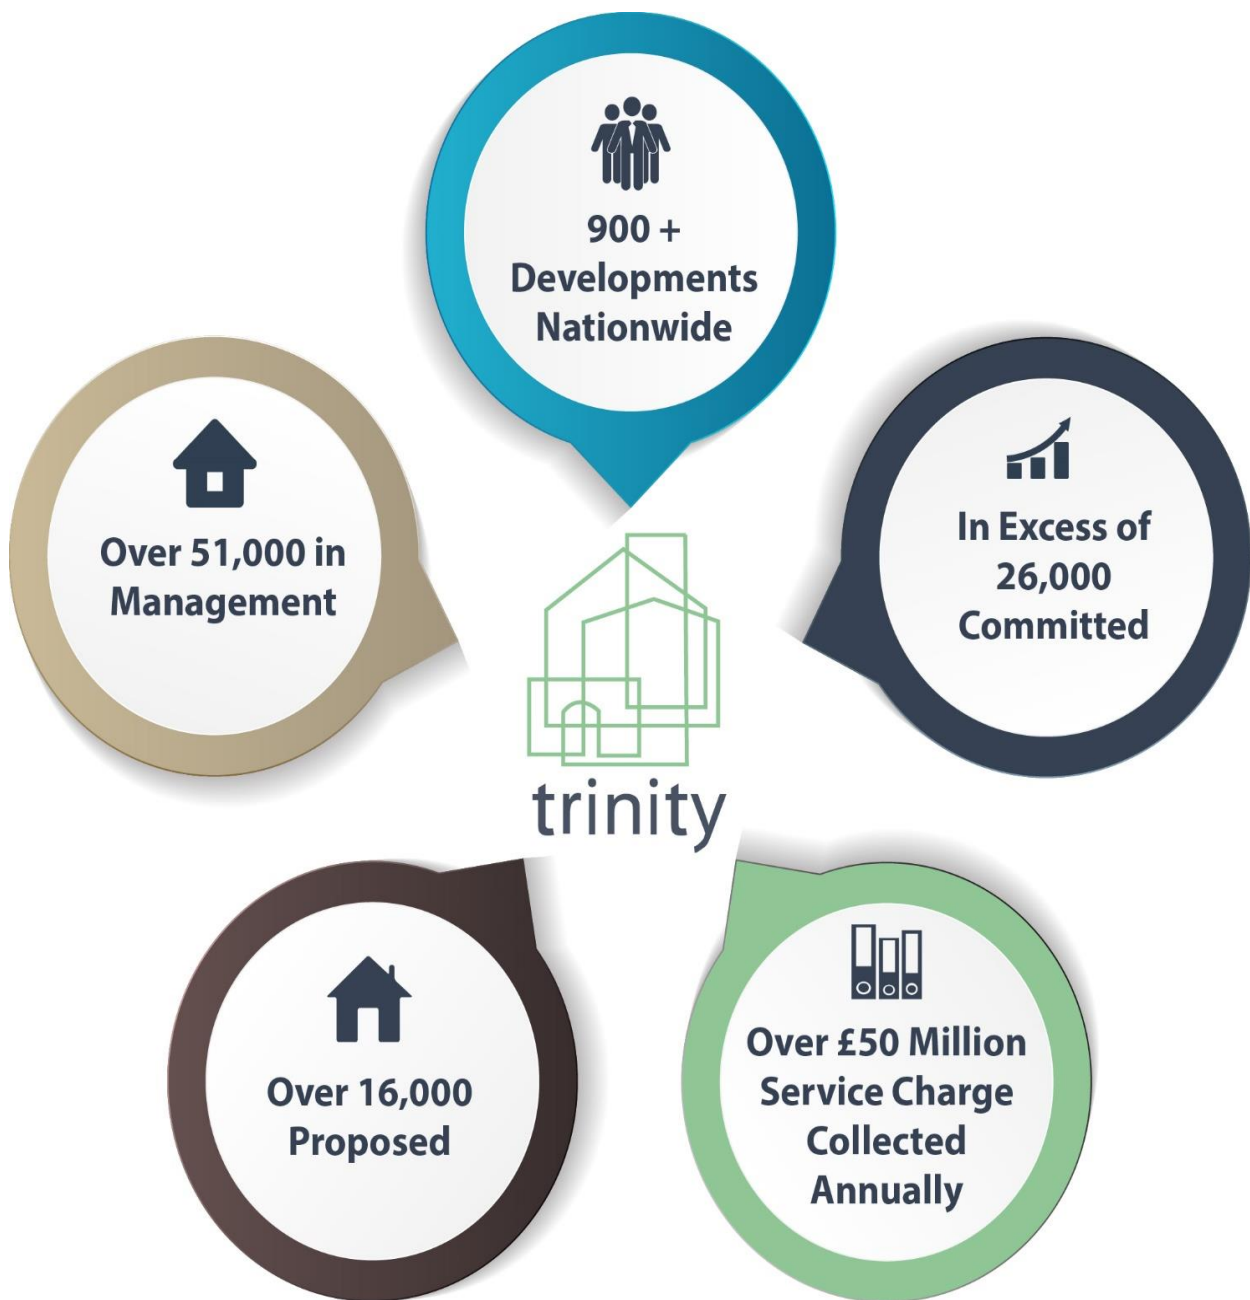 900 +
Developments
Nationwide
Over 51,000 in
Management
In Excess of
26,000
Committed
trinity
Over 16,000
Proposed
Over £50 Million
Service Charge
Collected
Annually